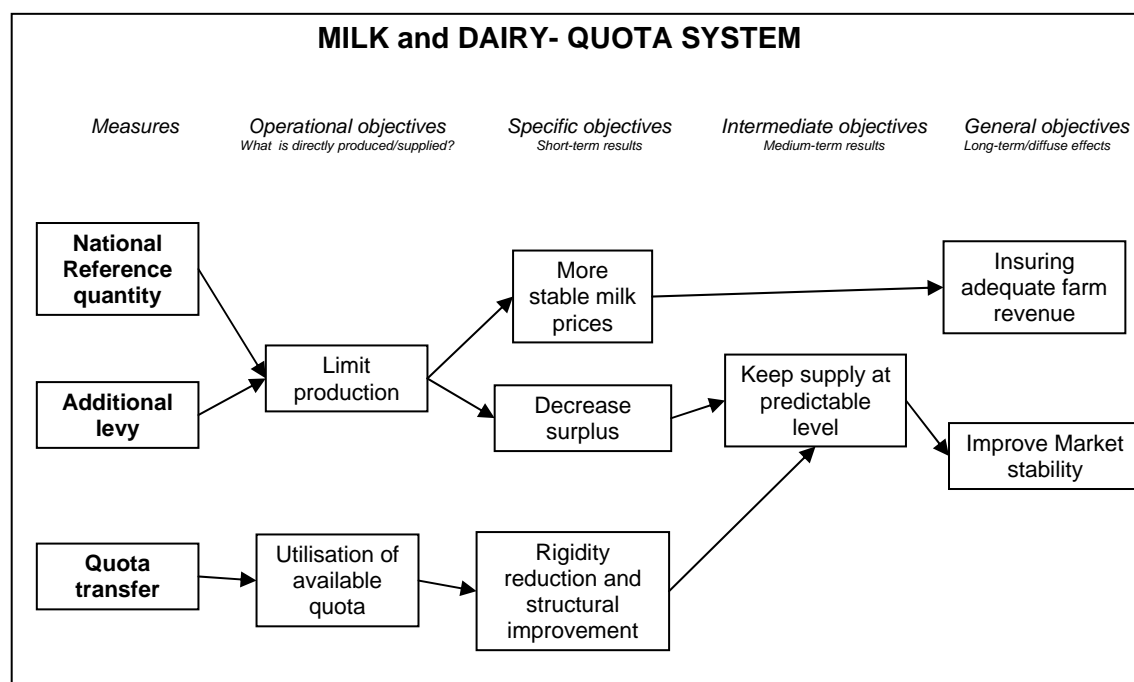 MILK and DAIRY- QUOTA SYSTEM
Measures
Operational objectives
What is directly produced/supplied?
Specific objectives
Short-term results
Intermediate objectives
Medium-term results
General objectives
Long-term/diffuse effects
National
Reference
quantity
More
stable milk
prices
Insuring
adequate farm
revenue
Limit
production
Keep supply at
predictable
level
Additional
levy
Decrease
surplus
Improve Market
stability
Quota
transfer
Utilisation of
available
quota
Rigidity
reduction and
structural
improvement